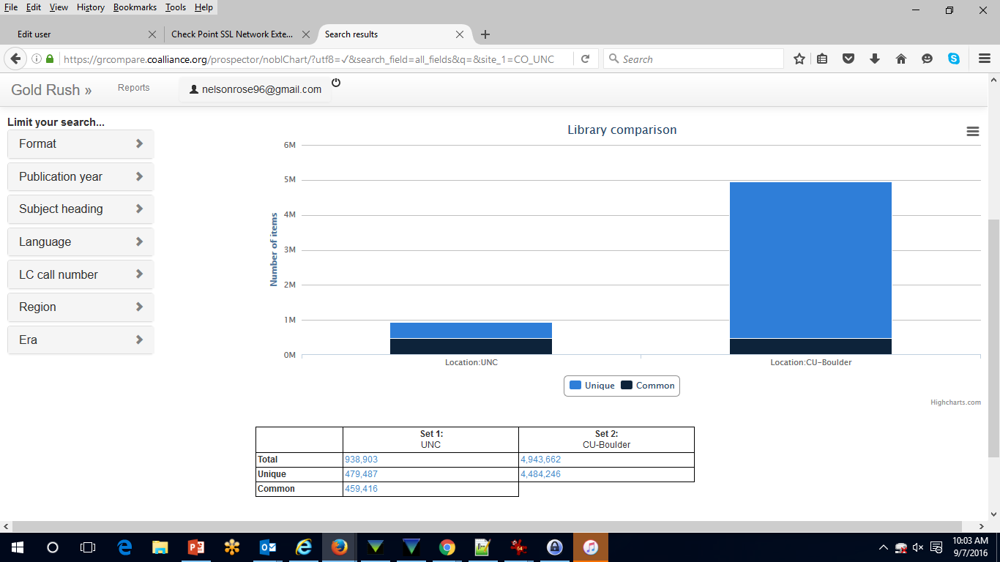 File Edit View History Bookmarks Tools Help
Edit user
Check Point SSL Network Exte...
Search results
https://grcompare.coalliance.org/prospector/noblChart/?utf8=✓&search_field=all_fields&q=&site_1=CO_UNC
Search
Gold Rush »
Reports
nelsonrose96@gmail.com
Limit your search...
Format
Publication year
Subject heading
Language
LC call number
Region
Era
Library comparison
Number of items
6M
5M
4M
3M
2M
1M
0M
Location:UNC
Location:CU-Boulder
Unique Common
Highcharts.com
Set 1: Set 2:
UNC CU-Boulder
Total 938,903 4,943,662
Unique 479,487 4,484,246
Common 459,416
10:03 AM
9/7/2016